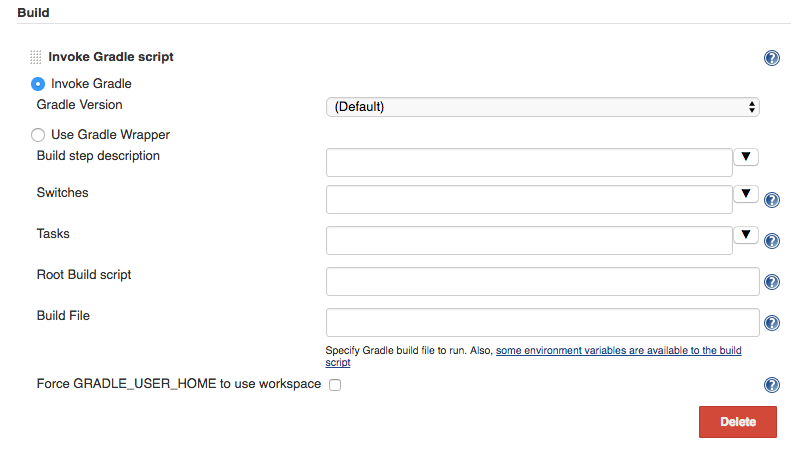 Build
Invoke Gradle script
Invoke Gradle
Gradle Version
(Default)
Use Gradle Wrapper
Build step description
Switches
Tasks
Root Build script
Build File
Specify Gradle build file to run. Also, some environment variables are available to the build
script
Force GRADLE_USER_HOME to use workspace
Delete